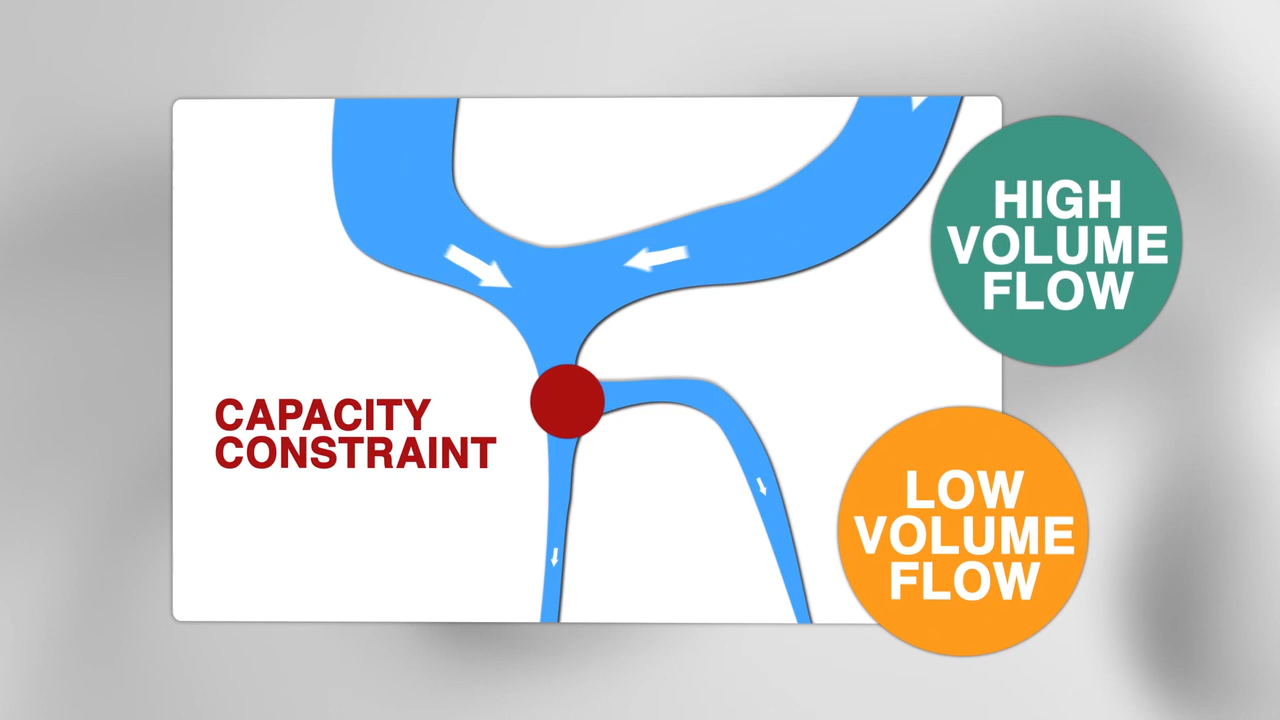 HIGH
VOLUME
FLOW
CAPACITY
CONSTRAINT
LOW
VOLUME
FLOW